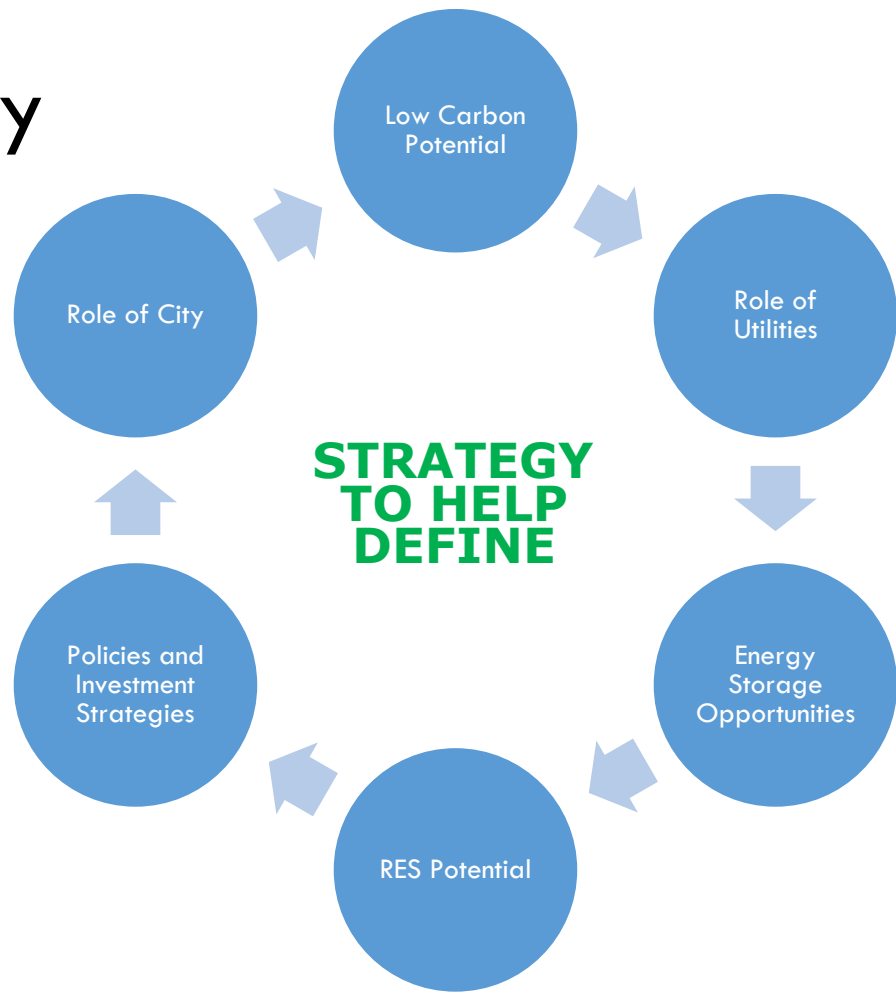 y
Low Carbon
Potential
Role of
Utilities
Energy
Storage
Opportunities
RES Potential
Policies and
Investment
Strategies
Role of City
STRATEGY
TO HELP
DEFINE